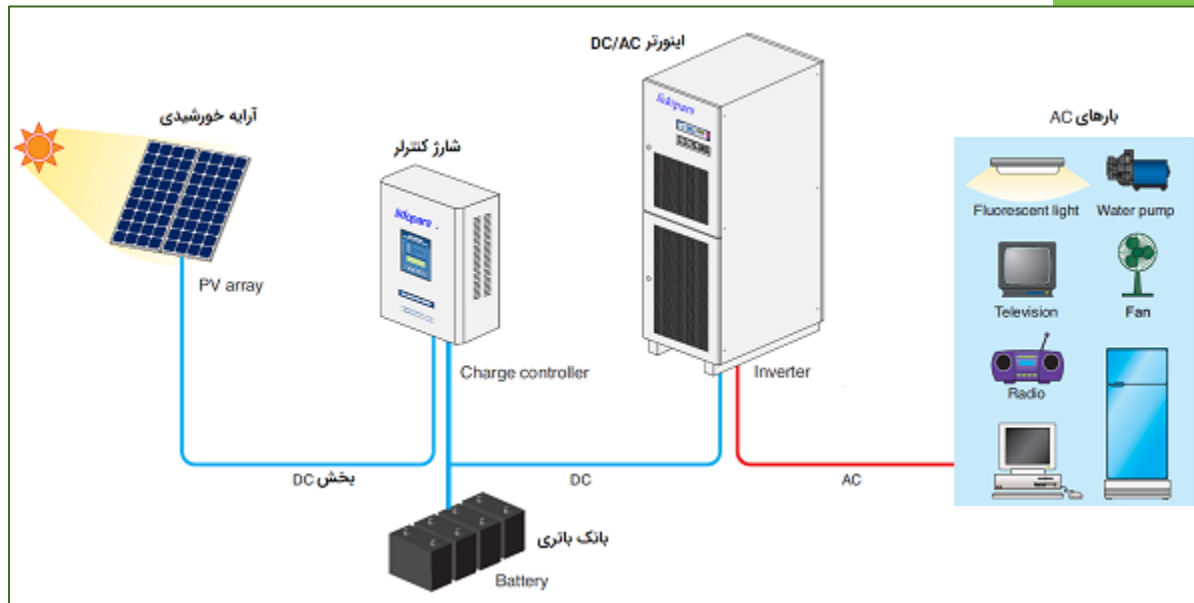 اینورتر DC/AC
آرایه خورشیدی
شارژ کنترلر
بارهای AC
Fluorescent light
Water pump
PV array
Television
Fan
Charge controller
Inverter
Radio
بخش DC
DC
AC
بانک باتری
Battery